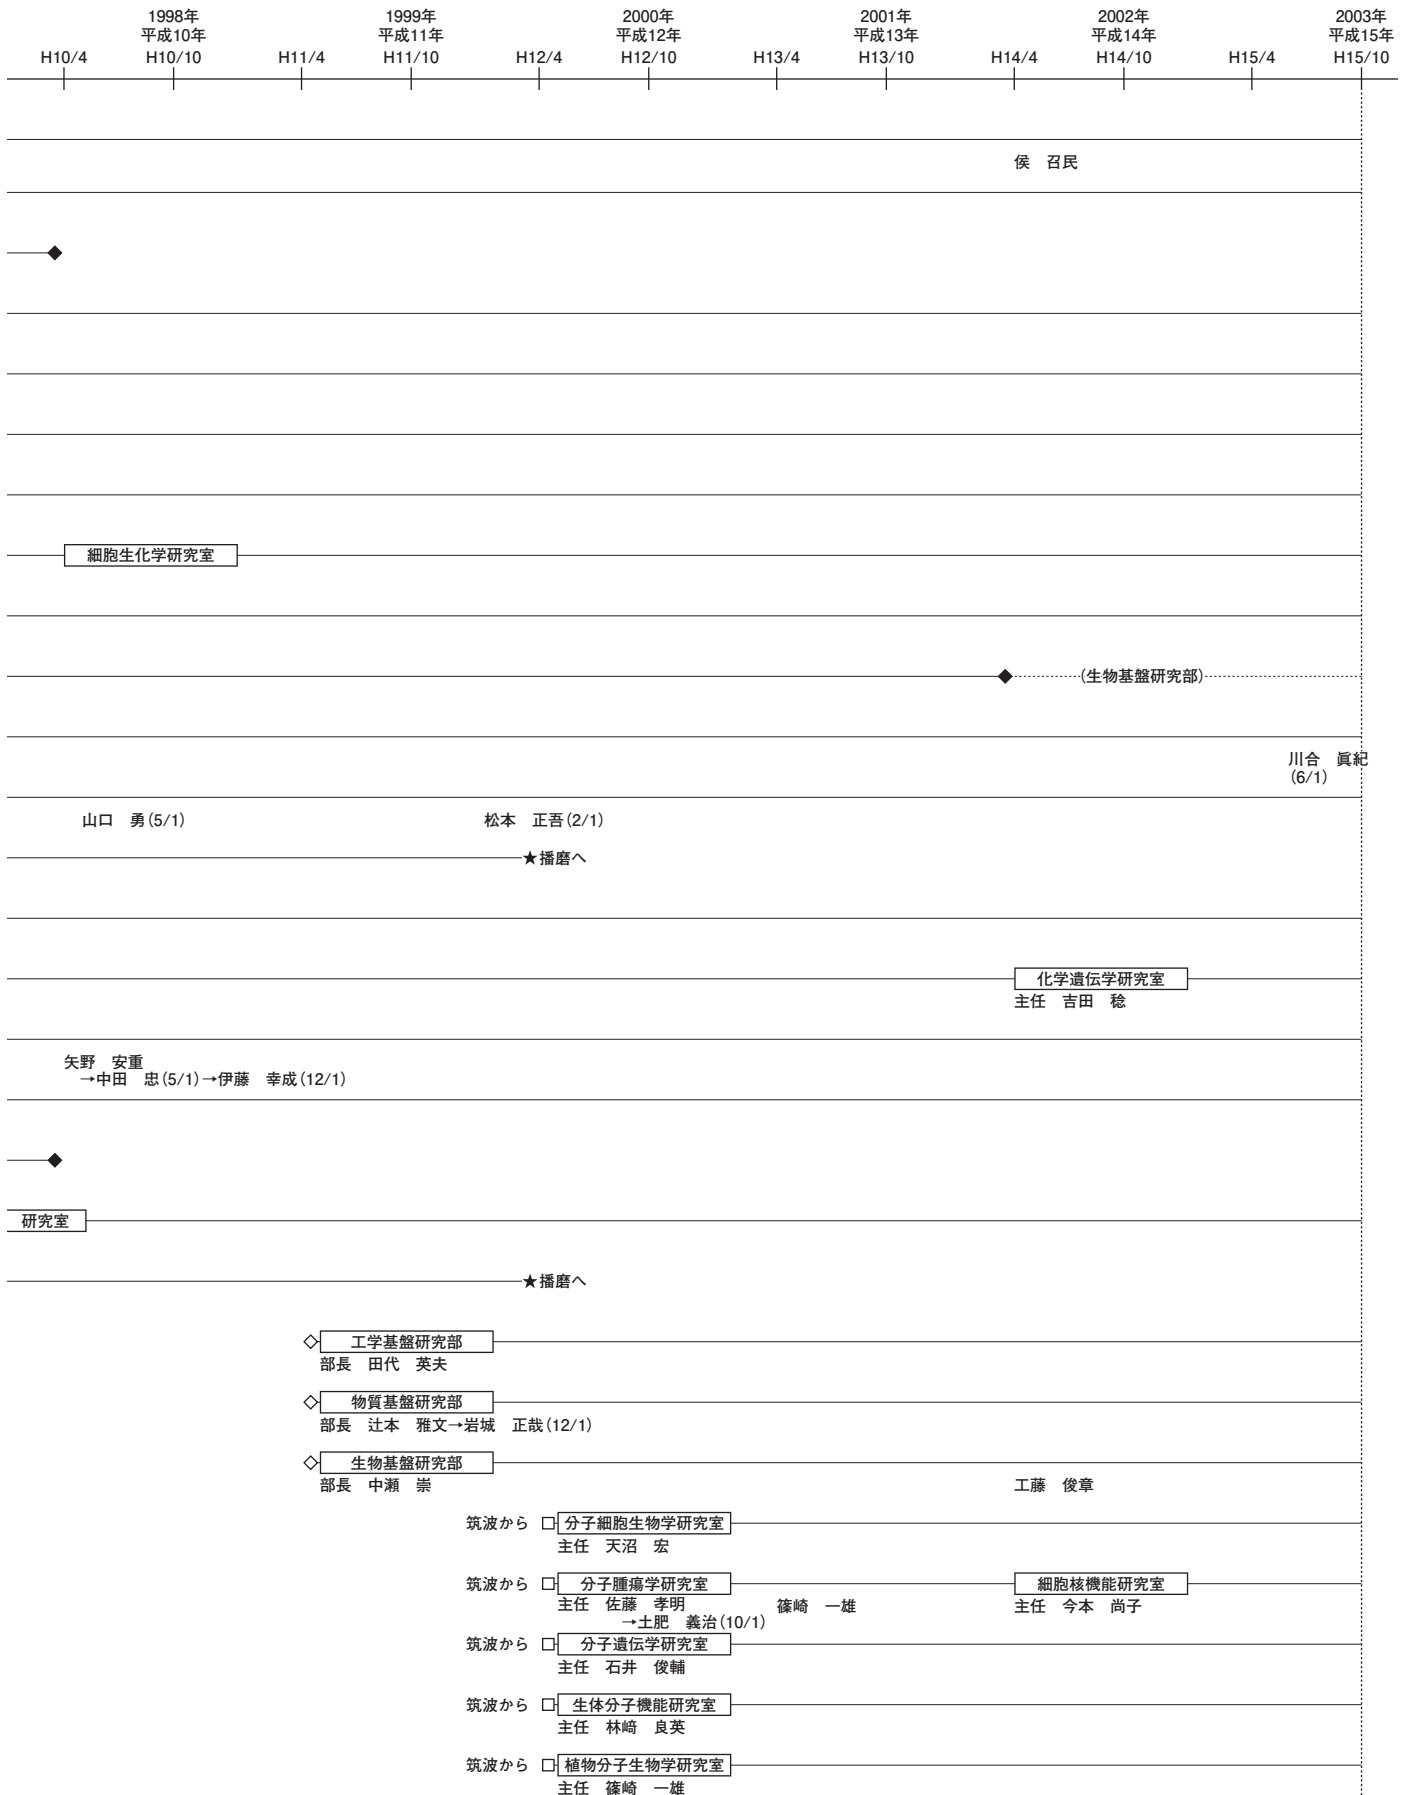 1998年 1999年 2000年 2001年 2002年 2003年
平成10年 平成11年 平成12年 平成13年 平成14年 平成15年
H10/4 H10/10 H11/4 H11/10 H12/4 H12/10 H13/4 H13/10 H14/4 H14/10 H15/4 H15/10
侯　召民
細胞生化学研究室
(生物基盤研究部)
川合　眞紀
(6/1)
山口　勇(5/1) 松本　正吾(2/1)
★播磨へ
化学遺伝学研究室
主任　吉田　稔
矢野　安重
→中田　忠(5/1)→伊藤　幸成(12/1)
研究室
★播磨へ
工学基盤研究部
部長　田代　英夫
物質基盤研究部
部長　辻本　雅文→岩城　正哉(12/1)
生物基盤研究部
部長　中瀬　崇 工藤　俊章
筑波から 分子細胞生物学研究室
主任　天沼　宏
筑波から 分子腫瘍学研究室 細胞核機能研究室
主任　佐藤　孝明 篠崎　一雄 主任　今本　尚子
→土肥　義治(10/1)
筑波から 分子遺伝学研究室
主任　石井　俊輔
筑波から 生体分子機能研究室
主任　林﨑　良英
筑波から 植物分子生物学研究室
主任　篠崎　一雄